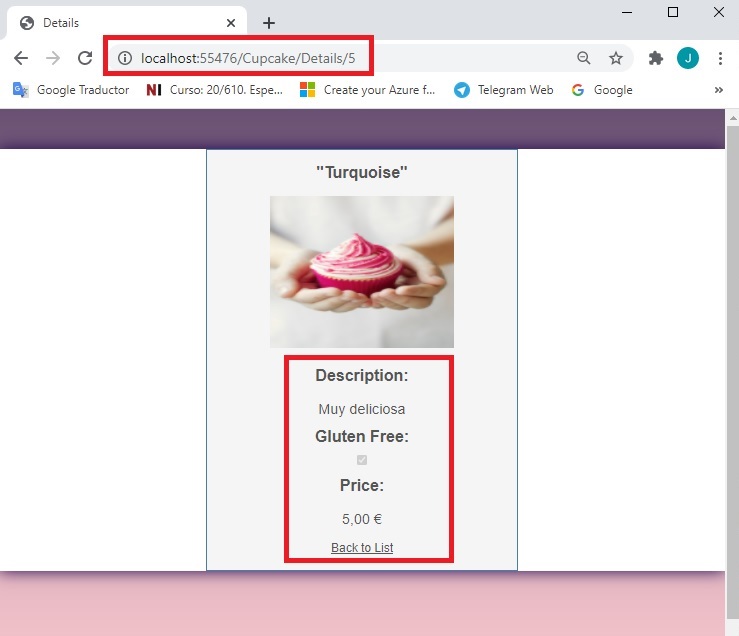 Details
localhost:55476/Cupcake/Details/5
J
Google Traductor
NI Curso: 20/610. Espe...
Create your Azure f...
Telegram Web
G Google
»
"Turquoise"
Description:
Muy deliciosa
Gluten Free:
Price:
5,00 €
Back to List